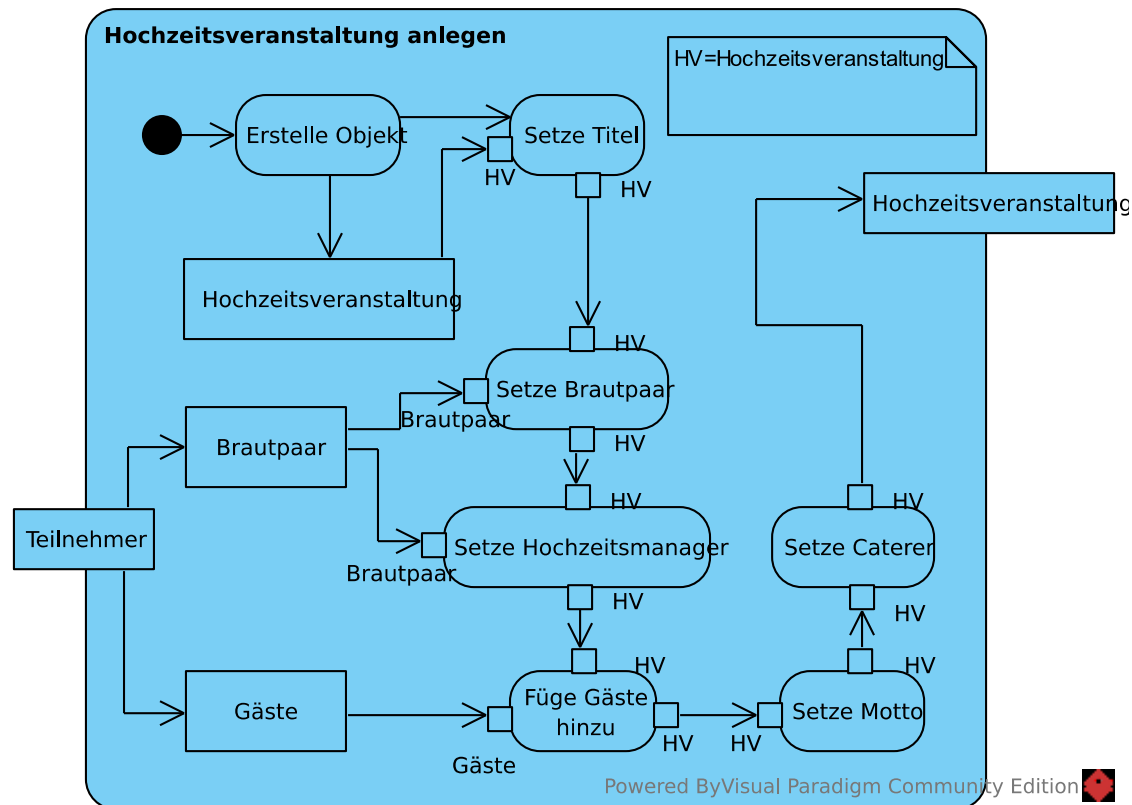 Hochzeitsveranstaltung anlegen
HV=Hochzeitsveranstaltung
Erstelle Objekt
Setze Titel
HV
HV
Hochzeitsveranstaltung
Hochzeitsveranstaltung
HV
Setze Brautpaar
Brautpaar
Brautpaar
HV
HV
Teilnehmer
Setze Hochzeitsmanager
Setze Caterer
Brautpaar
HV
HV
HV
HV
Füge Gäste
hinzu
Gäste
Setze Motto
HV
HV
Gäste
Powered ByVisual Paradigm Community Edition